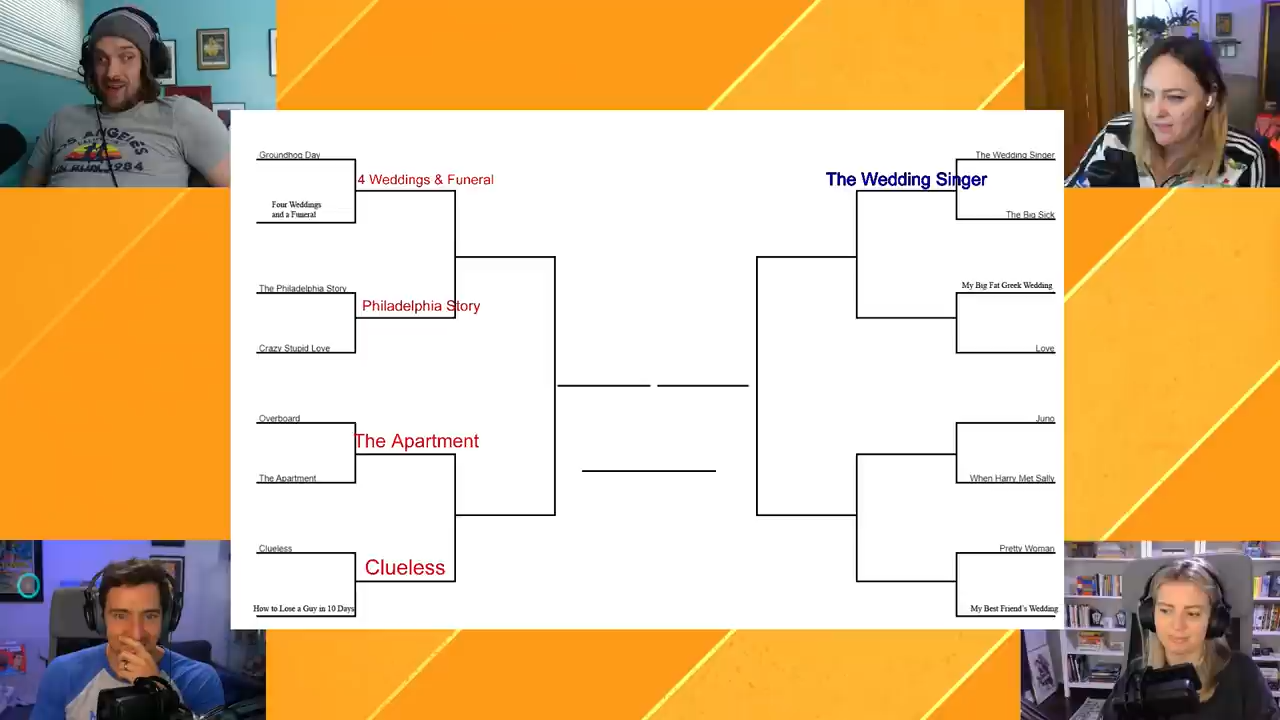 LOS ANGELES
Groundhog Day
4 Weddings & Funeral
Four Weddings
and a Funeral
The Philadelphia Story
Philadelphia Story
Crazy Stupid Love
Overboard
The Apartment
The Apartment
Clueless
Clueless
How to Lose a Guy in 10 Days
The Wedding Singer
The Wedding Singer
The Big Sick
My Big Fat Greek Wedding
Love
Juno
When Harry Met Sally
Pretty Woman
My Best Friend's Wedding